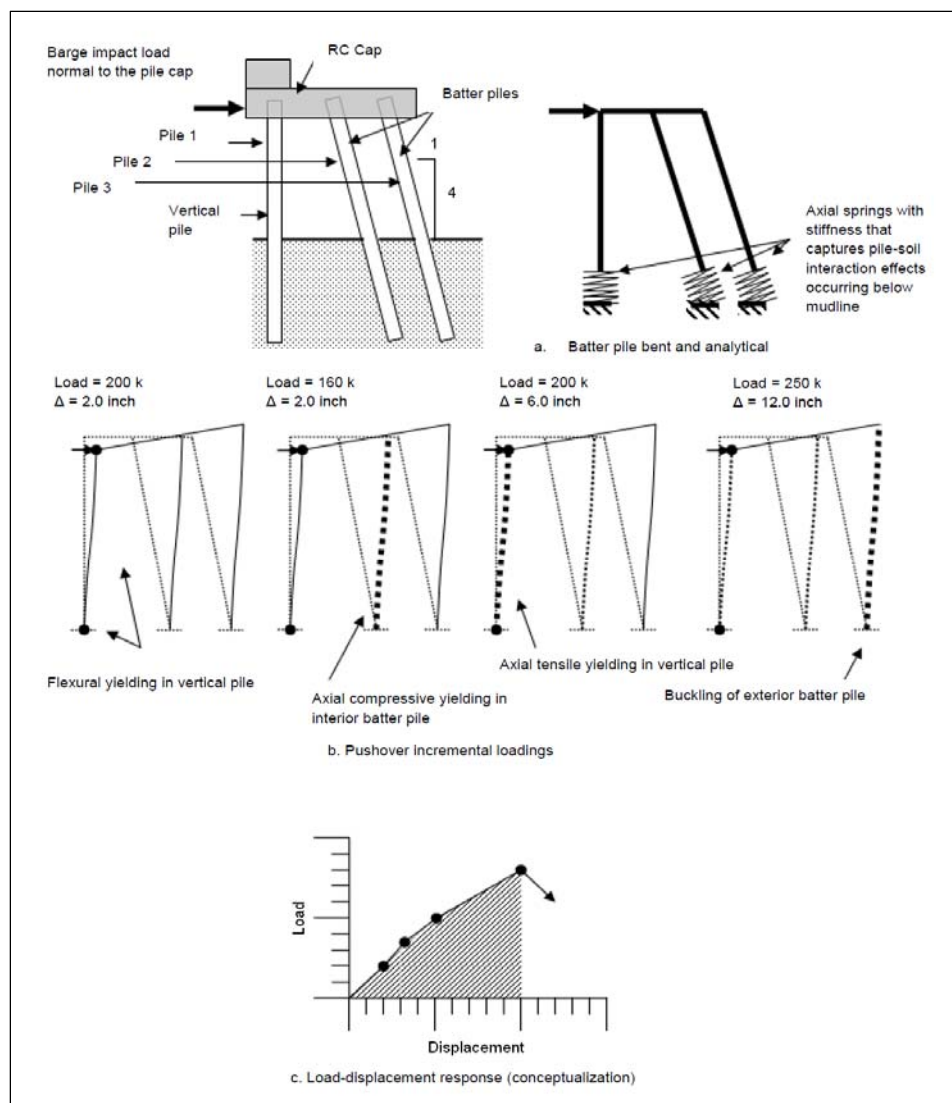 Barge impact load
normal to the pile cap
RC Cap
Batter piles
Pile 1
1
Pile 2
Pile 3
4
Vertical
pile
Axial springs with
stiffness that
captures pile-soil
interaction effects
occurring below
mudline
a. Batter pile bent and analytical
Load = 200 k
Δ = 2.0 inch
Load = 160 k
Δ = 2.0 inch
Load = 200 k
Δ = 6.0 inch
Load = 250 k
Δ = 12.0 inch
Flexural yielding in vertical pile
Axial compressive yielding in
interior batter pile
Axial tensile yielding in vertical pile
Buckling of exterior batter pile
b. Pushover incremental loadings
Load
Displacement
c. Load-displacement response (conceptualization)